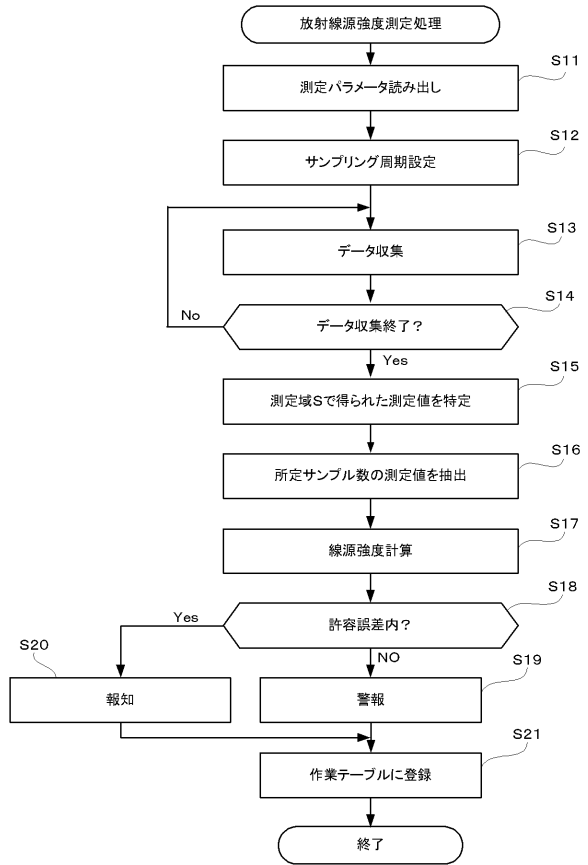 放射線源強度測定処理
S11
測定パラメータ読み出し
S12
サンプリング周期設定
S13
データ収集
S14
データ収集終了？
No
Yes
S15
測定域Sで得られた測定値を特定
S16
所定サンプル数の測定値を抽出
S17
線源強度計算
S18
許容誤差内？
Yes
NO
S20
報知
S19
警報
S21
作業テーブルに登録
終了